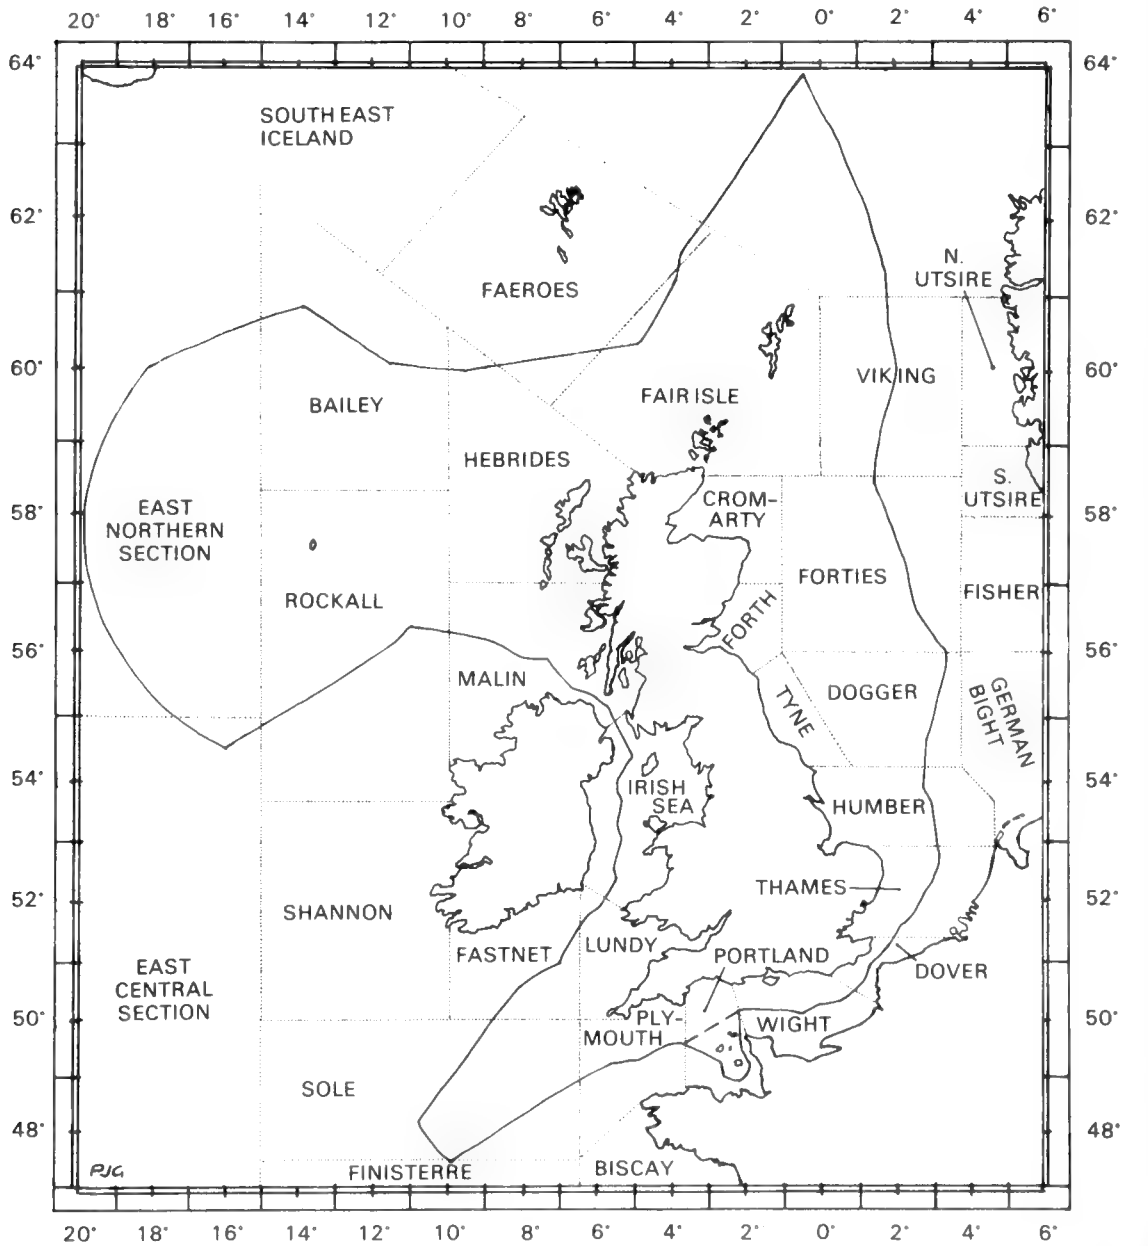 20° 18° 16° 14° 10° 6° 4° 2° 0° 2° 4° 6°
64° 64°
SOUTH EAST
ICELAND
62° 62°
N.
UTSIRE
FAEROES
60° 60°
VIKING
FAIR ISLE
BAILEY
HEBRIDES
S.
UTSIRE
CROM-
ARTY
58° 58°
EAST
NORTHERN
SECTION
FORTIES
FISHER
ROCKALL
FORTH
56° 56°
MALIN
DOGGER
TYNE
GERMAN
BIGHT
54° 54°
IRISH
SEA
HUMBER
THAMES
52° 52°
SHANNON
FASTNET
LUNDY
PORTLAND
DOVER
EAST
CENTRAL
SECTION
50° 50°
PLY-
MOUTH
WIGHT
SOLE
48° 48°
PJG
FINISTERRE
BISCAY
20° 18° 16° 14° 10° 6° 4° 2° 0° 2° 4° 6°